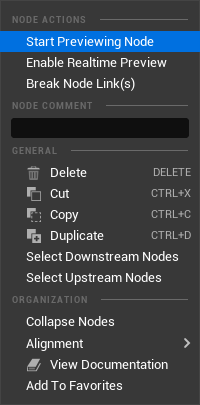 NODE ACTIONS
Start Previewing Node
Enable Realtime Preview
Break Node Link(s)
NODE COMMENT
GENERAL
Delete DELETE
Cut CTRL+X
Copy CTRL+C
Duplicate CTRL+D
Select Downstream Nodes
Select Upstream Nodes
ORGANIZATION
Collapse Nodes
Alignment
View Documentation
Add To Favorites